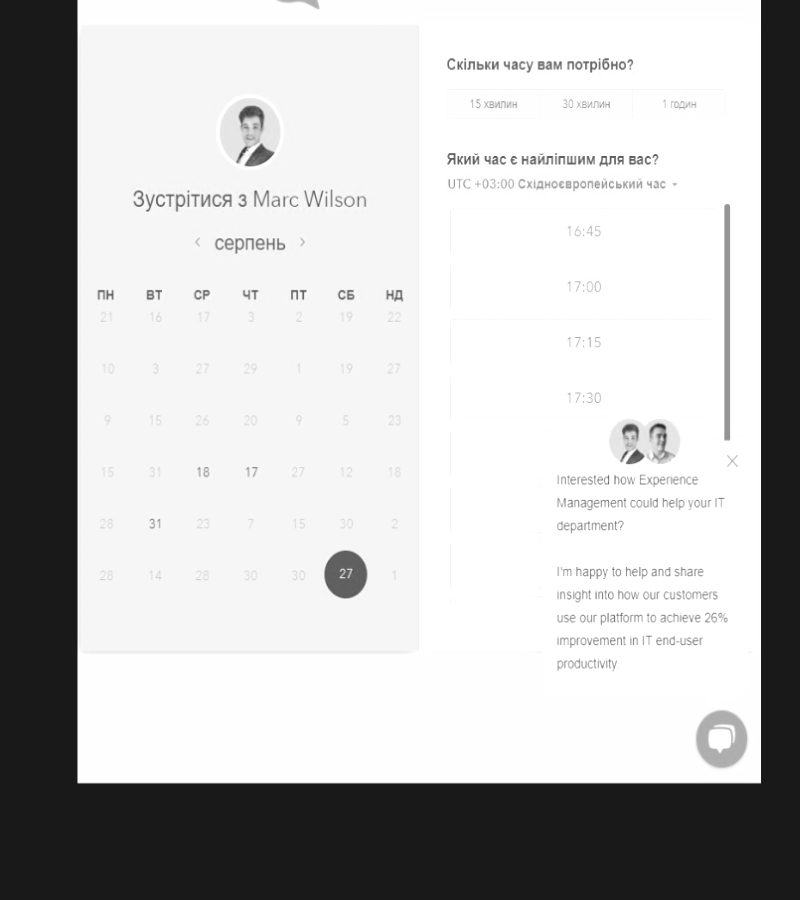 Зустрітися з Marc Wilson
серпень
ПН ВТ СР ЧТ ПТ СБ НД
21 16 17 3 2 19 22
10 3 27 29 1 19 27
9 15 26 20 9 5 23
15 31 18 17 27 12 18
28 31 23 7 15 30 2
28 14 28 30 30 27 1
Скільки часу вам потрібно?
15 хвилин 30 хвилин 1 годин
Який час є найліпшим для вас?
UTC +03:00 Східноєвропейський час
16:45
17:00
17:15
17:30
Interested how Experience
Management could help your IT
department?
I'm happy to help and share
insight into how our customers
use our platform to achieve 26%
improvement in IT end-user
productivity.